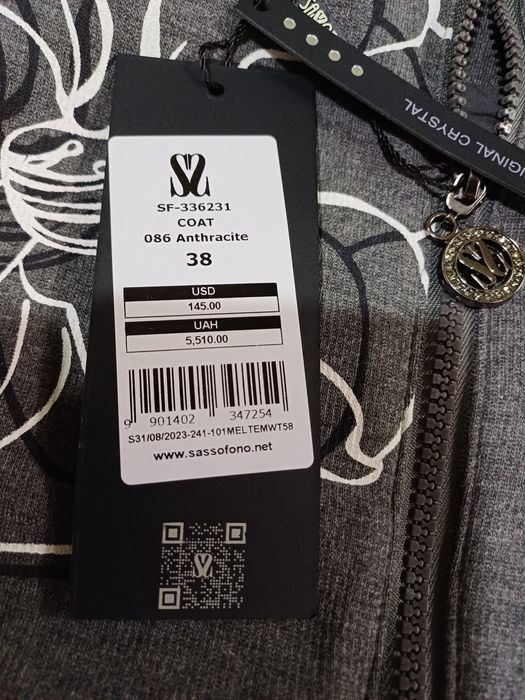 IGINAL CRYSTAL
SF-336231
COAT
086 Anthracite
38
USD
145.00
UAH
5,510.00
9 901402 347254
S31/08/2023-241-101MELTEMWT58
www.sassofono.net